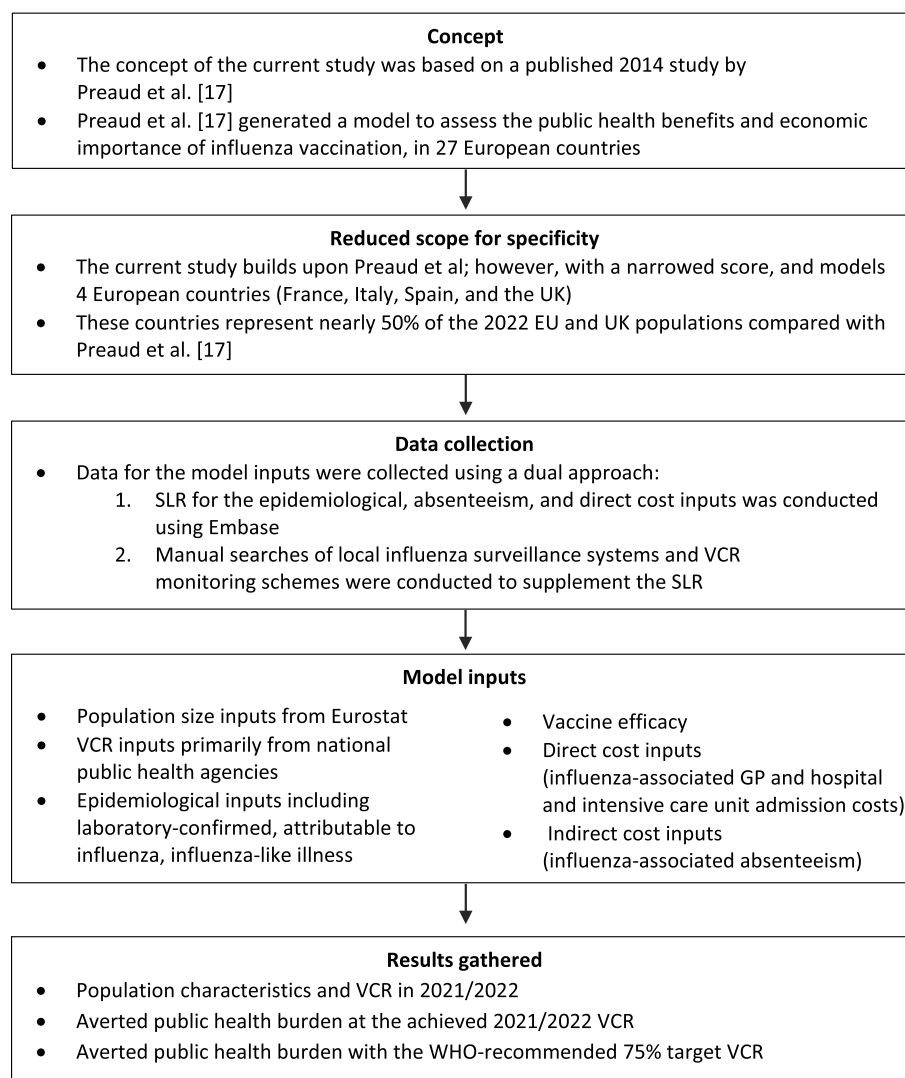 Concept
• The concept of the current study was based on a published 2014 study by
Preaud et al. [17]
• Preaud et al. [17] generated a model to assess the public health benefits and economic
importance of influenza vaccination, in 27 European countries
Reduced scope for specificity
• The current study builds upon Preaud et al; however, with a narrowed score, and models
4 European countries (France, Italy, Spain, and the UK)
• These countries represent nearly 50% of the 2022 EU and UK populations compared with
Preaud et al. [17]
Data collection
• Data for the model inputs were collected using a dual approach:
1. SLR for the epidemiological, absenteeism, and direct cost inputs was conducted
using Embase
2. Manual searches of local influenza surveillance systems and VCR
monitoring schemes were conducted to supplement the SLR
Model inputs
• Population size inputs from Eurostat
• VCR inputs primarily from national
public health agencies
• Epidemiological inputs including
laboratory-confirmed, attributable to
influenza, influenza-like illness
• Vaccine efficacy
• Direct cost inputs
(influenza-associated GP and hospital
and intensive care unit admission costs)
• Indirect cost inputs
(influenza-associated absenteeism)
Results gathered
• Population characteristics and VCR in 2021/2022
• Averted public health burden at the achieved 2021/2022 VCR
• Averted public health burden with the WHO-recommended 75% target VCR